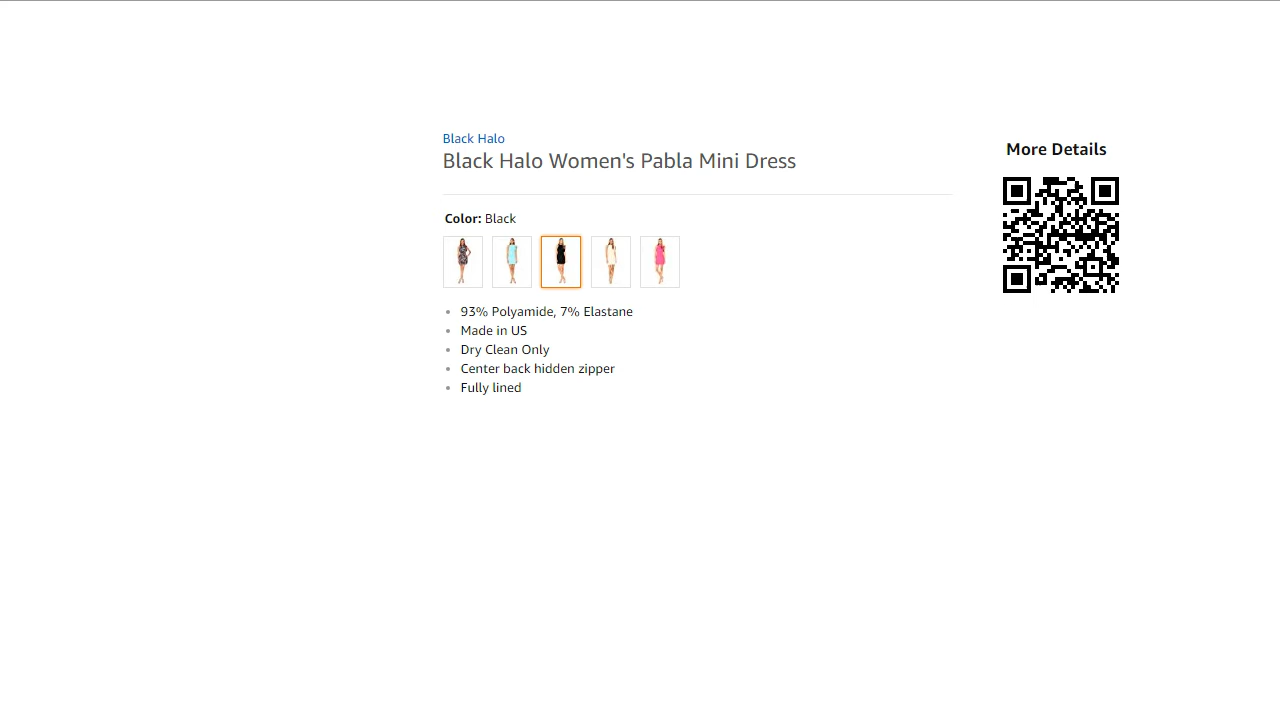 Black Halo
Black Halo Women's Pabla Mini Dress
Color: Black
93% Polyamide, 7% Elastane
Made in US
Dry Clean Only
Center back hidden zipper
Fully lined
More Details